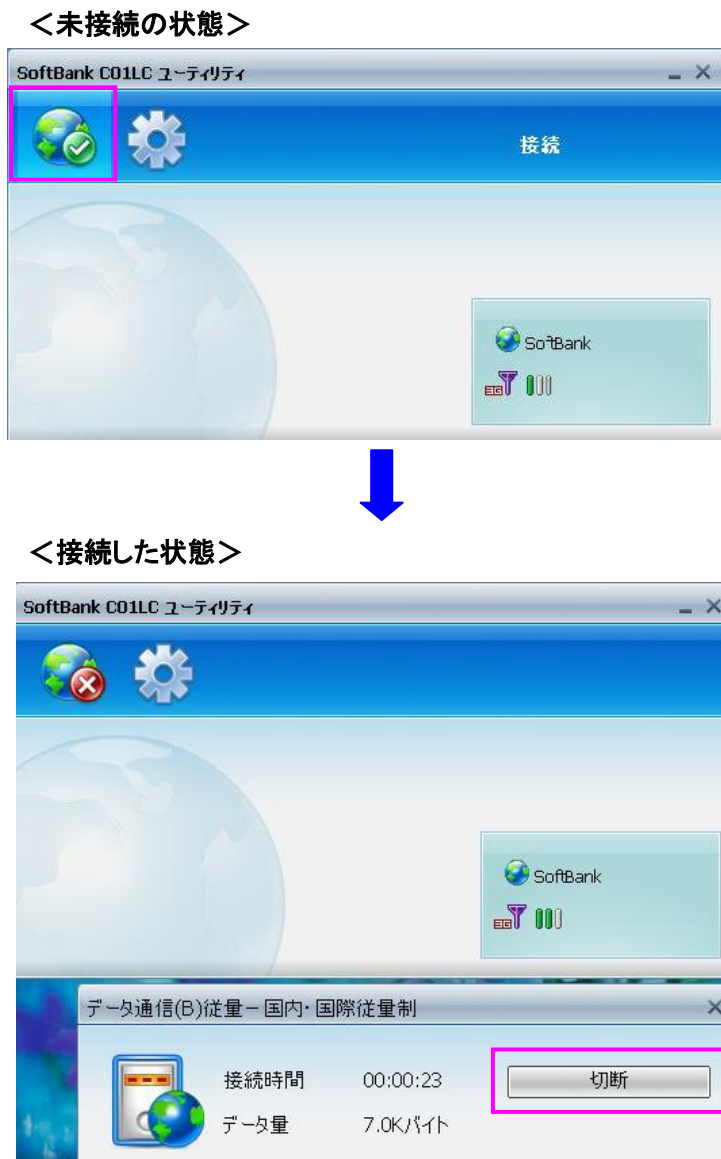 ＜未接続の状態＞
SoftBank C01LC ユーティリティ
接続
SoftBank
EG
＜接続した状態＞
SoftBank C01LC ユーティリティ
SoftBank
EG
データ通信(B)従量－国内・国際従量制
接続時間 00:00:23 切断
データ量 7.0Kバイト